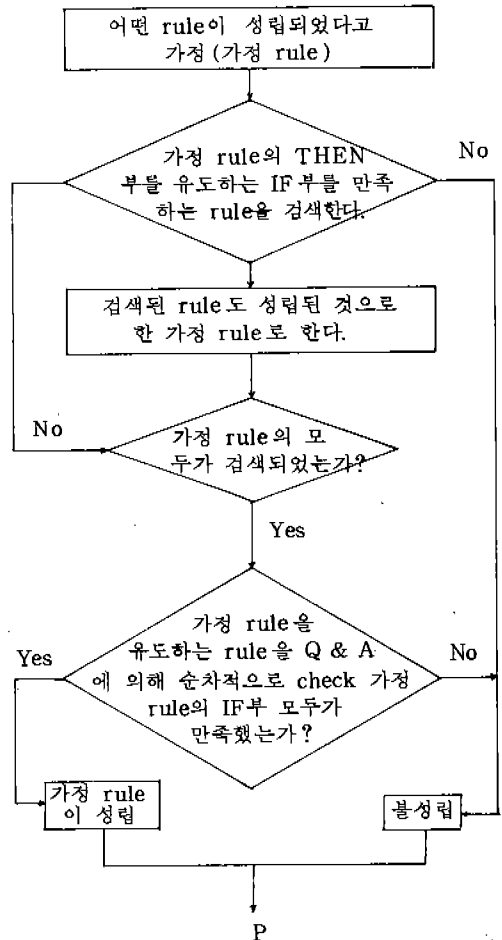 어떤 rule이 성립되었다고
가정(가정 rule)
가정 rule의 THEN
부를 유도하는 IF부를 만족
하는 rule을 검색한다.
No
검색된 rule도 성립된 것으로
한 가정 rule로 한다.
No
가정 rule의 모
두가 검색되었는가?
Yes
가정 rule을
유도하는 rule을 Q & A
에 의해 순차적으로 check 가정
rule의 IF부 모두가
만족했는가?
Yes
No
가정 rule
이 성립
불성립
P